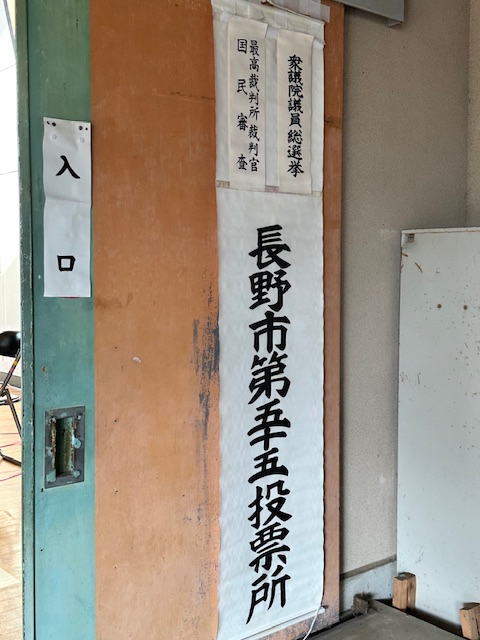 衆議院議員総選挙
最高裁判所裁判官
国民審査
長野市第五十五投票所
入口